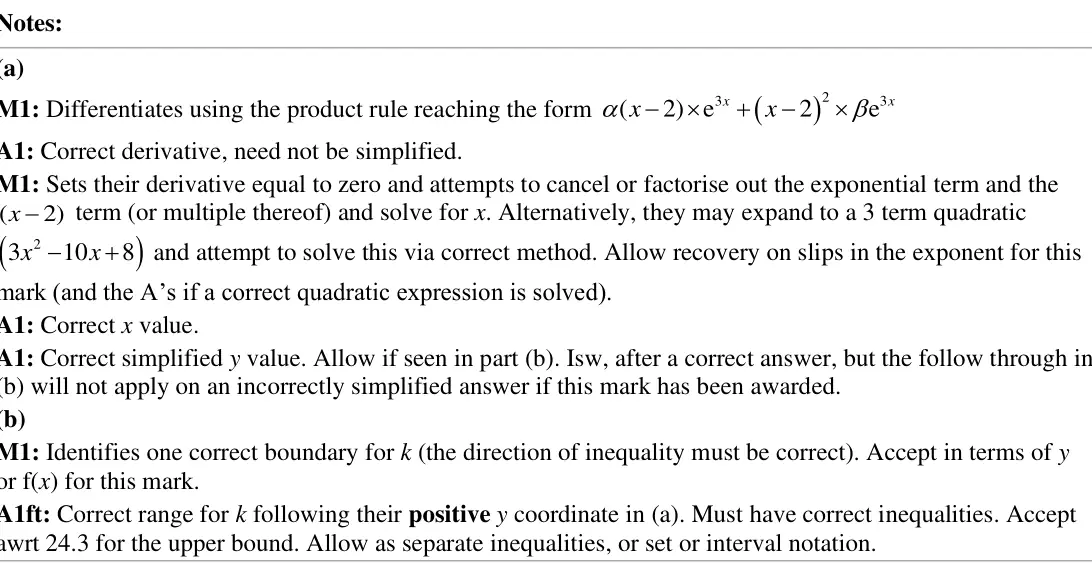 Notes:
(a)
M1: Differentiates using the product rule reaching the form α(x − 2) × e³ˣ + (x − 2)² × βe³ˣ
A1: Correct derivative, need not be simplified.
M1: Sets their derivative equal to zero and attempts to cancel or factorise out the exponential term and the
(x − 2) term (or multiple thereof) and solve for x. Alternatively, they may expand to a 3 term quadratic
(3x² − 10x + 8) and attempt to solve this via correct method. Allow recovery on slips in the exponent for this
mark (and the A’s if a correct quadratic expression is solved).
A1: Correct x value.
A1: Correct simplified y value. Allow if seen in part (b). Isw, after a correct answer, but the follow through in
(b) will not apply on an incorrectly simplified answer if this mark has been awarded.
(b)
M1: Identifies one correct boundary for k (the direction of inequality must be correct). Accept in terms of y
or f(x) for this mark.
A1ft: Correct range for k following their positive y coordinate in (a). Must have correct inequalities. Accept
awrt 24.3 for the upper bound. Allow as separate inequalities, or set or interval notation.